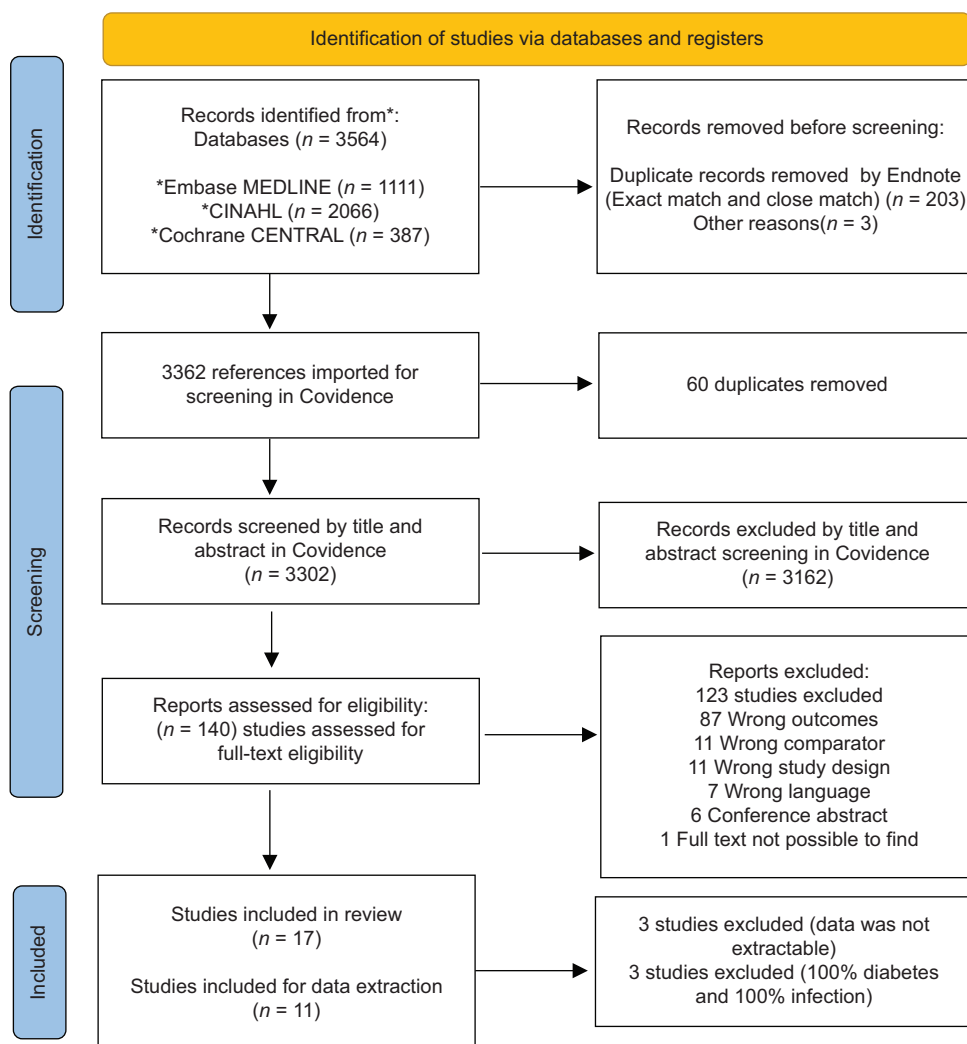 Identification of studies via databases and registers
Identification
Records identified from*:
Databases (n = 3564)
*Embase MEDLINE (n = 1111)
*CINAHL (n = 2066)
*Cochrane CENTRAL (n = 387)
Records removed before screening:
Duplicate records removed by Endnote
(Exact match and close match) (n = 203)
Other reasons(n = 3)
Screening
3362 references imported for
screening in Covidence
60 duplicates removed
Records screened by title and
abstract in Covidence
(n = 3302)
Records excluded by title and
abstract screening in Covidence
(n = 3162)
Reports assessed for eligibility:
(n = 140) studies assessed for
full-text eligibility
Reports excluded:
123 studies excluded
87 Wrong outcomes
11 Wrong comparator
11 Wrong study design
7 Wrong language
6 Conference abstract
1 Full text not possible to find
Included
Studies included in review
(n = 17)
Studies included for data extraction
(n = 11)
3 studies excluded (data was not
extractable)
3 studies excluded (100% diabetes
and 100% infection)